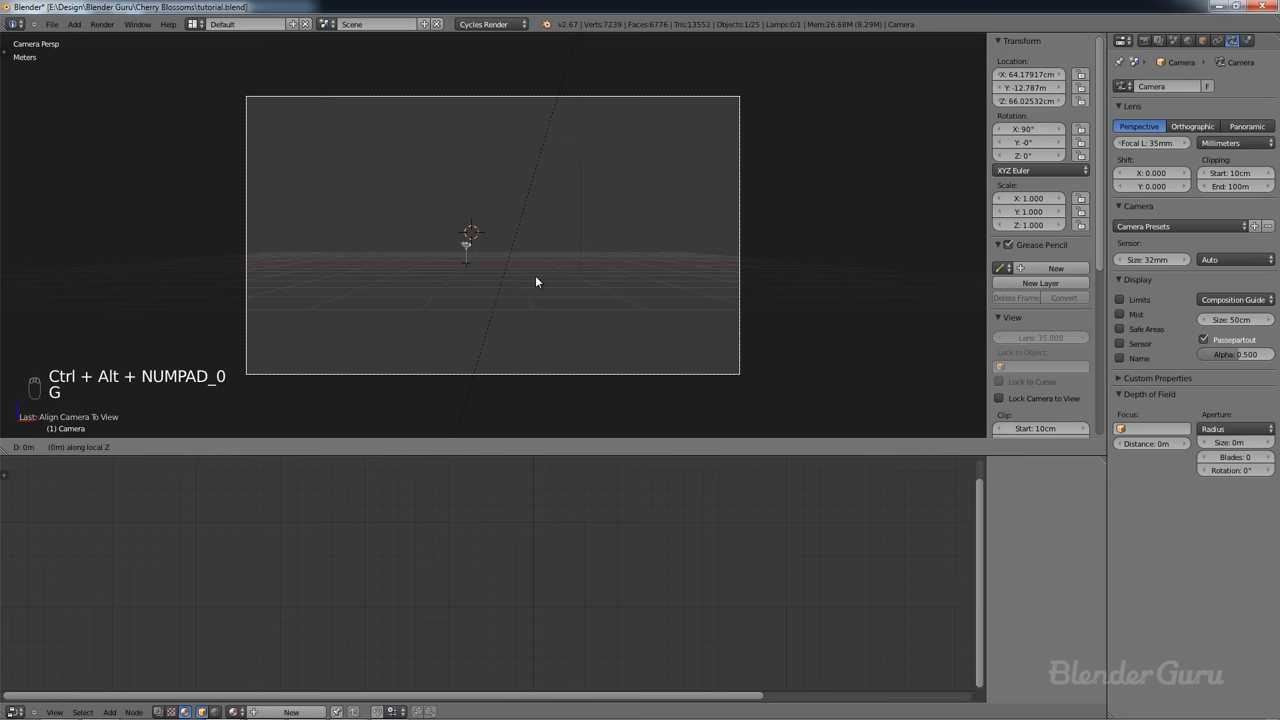 Blender* [E:\Design\Blender Guru\Cherry Blossoms\tutorial.blend]
File Add Render Window Help Default Scene Cycles Render v2.67 | Verts:7239 | Faces:6776 | Tris:13552 | Objects:1/25 | Lamps:0/1 | Mem:26.68M (8.29M) | Camera
Camera Persp
Meters
Ctrl + Alt + NUMPAD_0
G
Last: Align Camera To View
(1) Camera
D: 0m (0m) along local Z
View Select Add Node New
Transform
Location:
X: 64.17917cm
Y: -12.787m
Z: 66.02532cm
Rotation:
X: 90°
Y: -0°
Z: 0°
XYZ Euler
Scale:
X: 1.000
Y: 1.000
Z: 1.000
Grease Pencil
New
New Layer
Delete Frame Convert
View
Lens: 35.000
Lock to Object:
Lock to Cursor
Lock Camera to View
Clip:
Start: 10cm
Camera Camera
Camera F
Lens
Perspective Orthographic Panoramic
Focal L: 35mm Millimeters
Shift: Clipping:
X: 0.000 Start: 10cm
Y: 0.000 End: 100m
Camera
Camera Presets
Sensor:
Size: 32mm Auto
Display
Limits Composition Guide
Mist Size: 50cm
Safe Areas
Sensor Passepartout
Name Alpha: 0.500
Custom Properties
Depth of Field
Focus: Aperture:
Radius
Distance: 0m Size: 0m
Blades: 0
Rotation: 0°
BlenderGuru